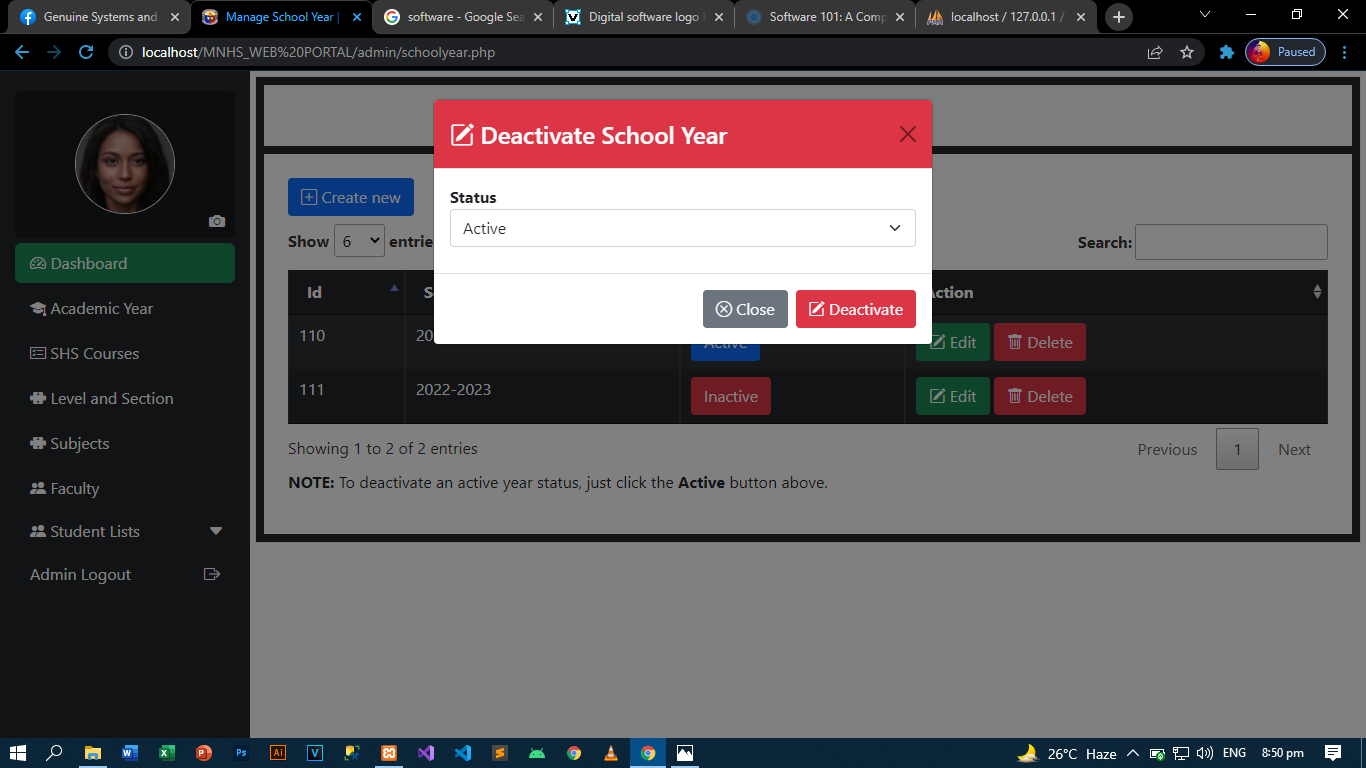 Genuine Systems and
Manage School Year |
software - Google Sea
Digital software logo
Software 101: A Comp
localhost / 127.0.0.1 /
localhost/MNHS_WEB%20PORTAL/admin/schoolyear.php
Paused
Deactivate School Year
Status
Active
Close
Deactivate
Dashboard
Academic Year
SHS Courses
Level and Section
Subjects
Faculty
Student Lists
Admin Logout
Create new
Show 6 entrie
Search:
Id
Action
110
20
Active
Edit
Delete
111
2022-2023
Inactive
Edit
Delete
Showing 1 to 2 of 2 entries
Previous
1
Next
NOTE: To deactivate an active year status, just click the Active button above.
26°C Haze
ENG
8:50 pm